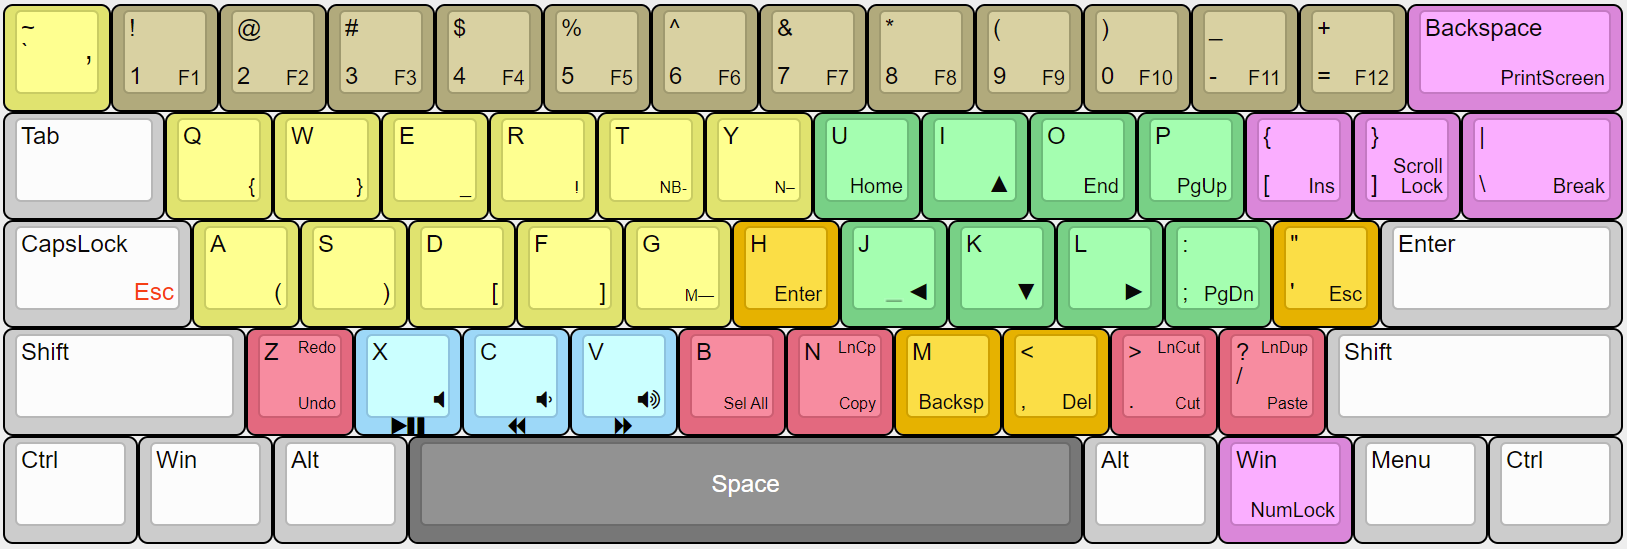 ~ ` ,
! 1 F1
@ 2 F2
# 3 F3
$ 4 F4
% 5 F5
^ 6 F6
& 7 F7
* 8 F8
( 9 F9
) 0 F10
_ - F11
+ = F12
Backspace PrintScreen
Tab
Q {
W }
E _
R !
T NB-
Y N–
U Home
I ▲
O End
P PgUp
{ [ Ins
} ] Scroll Lock
| \ Break
CapsLock Esc
A (
S )
D [
F ]
G M—
H Enter
J _ ◀
K ▼
L ▶
: ; PgDn
" ' Esc
Enter
Shift
Z Redo Undo
X
C
V
B Sel All
N LnCp Copy
M Backsp
< , Del
> . LnCut Cut
? / LnDup Paste
Shift
Ctrl
Win
Alt
Space
Alt
Win NumLock
Menu
Ctrl